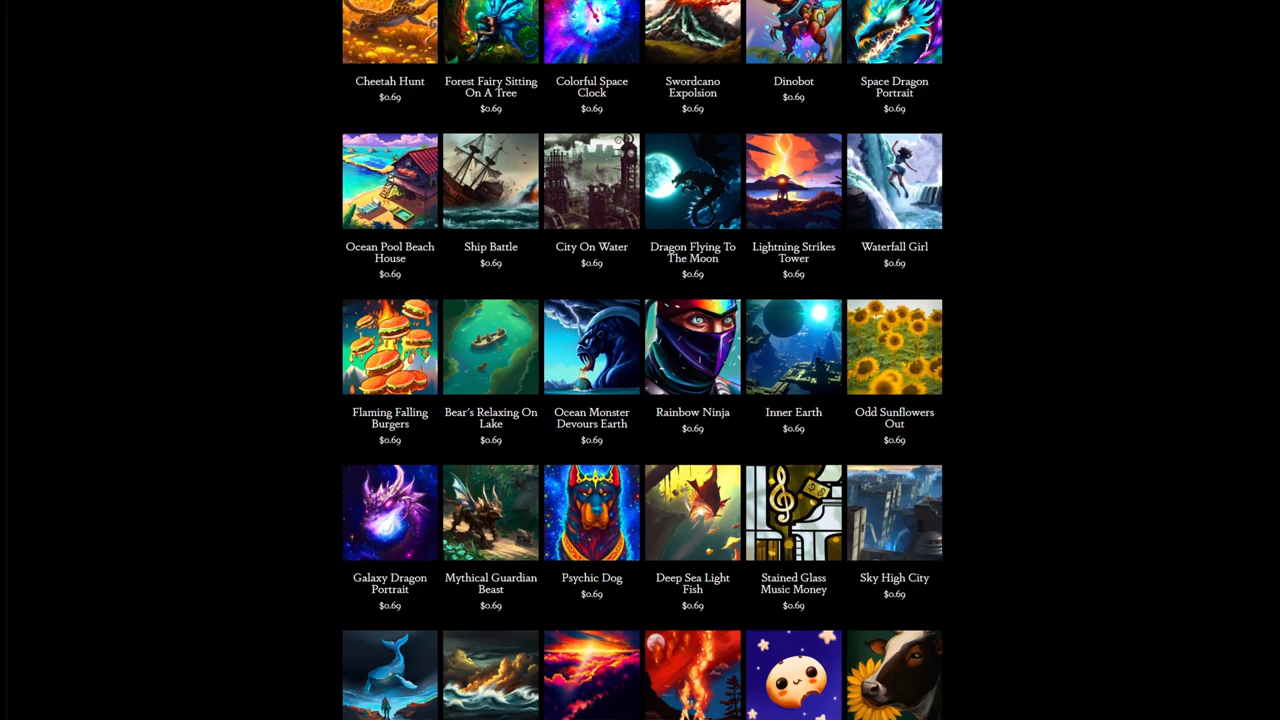 Cheetah Hunt
$0.69
Forest Fairy Sitting
On A Tree
$0.69
Colorful Space
Clock
$0.69
Swordcano
Expolsion
$0.69
Dinobot
$0.69
Space Dragon
Portrait
$0.69
Ocean Pool Beach
House
$0.69
Ship Battle
$0.69
City On Water
$0.69
Dragon Flying To
The Moon
$0.69
Lightning Strikes
Tower
$0.69
Waterfall Girl
$0.69
Flaming Falling
Burgers
$0.69
Bear's Relaxing On
Lake
$0.69
Ocean Monster
Devours Earth
$0.69
Rainbow Ninja
$0.69
Inner Earth
$0.69
Odd Sunflowers
Out
$0.69
Galaxy Dragon
Portrait
$0.69
Mythical Guardian
Beast
$0.69
Psychic Dog
$0.69
Deep Sea Light
Fish
$0.69
Stained Glass
Music Money
$0.69
Sky High City
$0.69